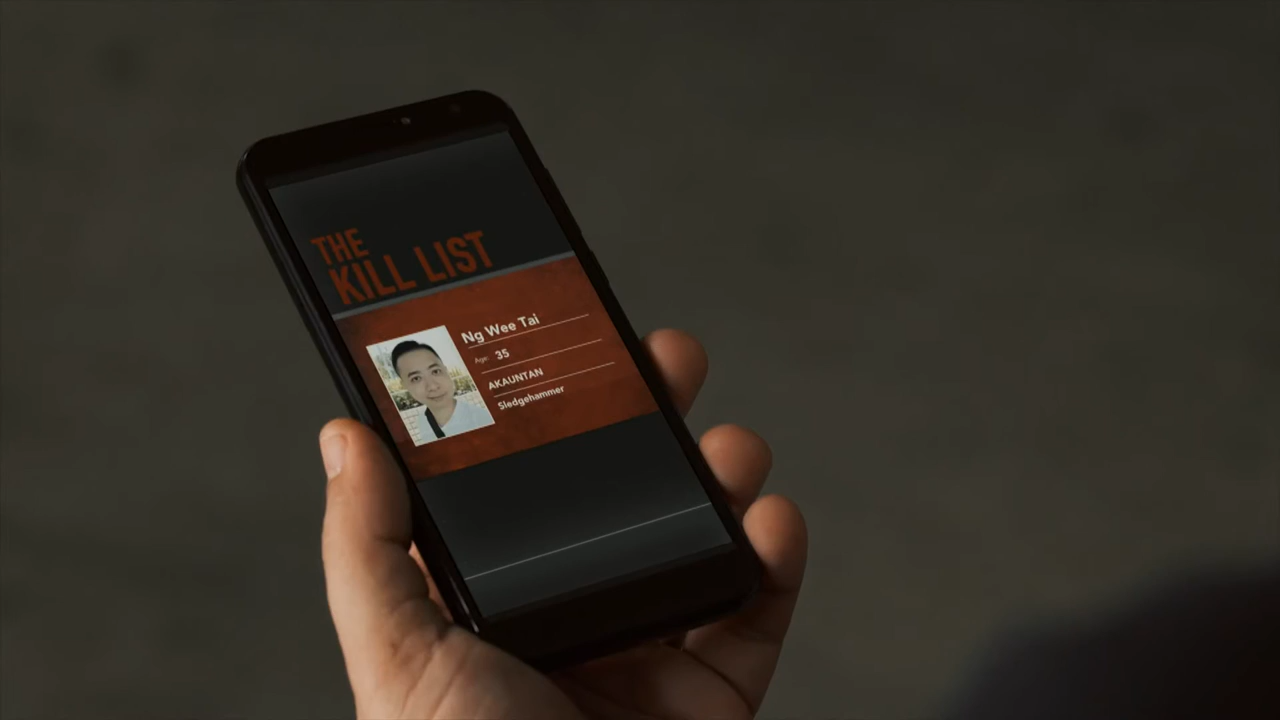 THE
KILL LIST
Ng Wee Tai
Age: 35
AKAUNTAN
Sledgehammer